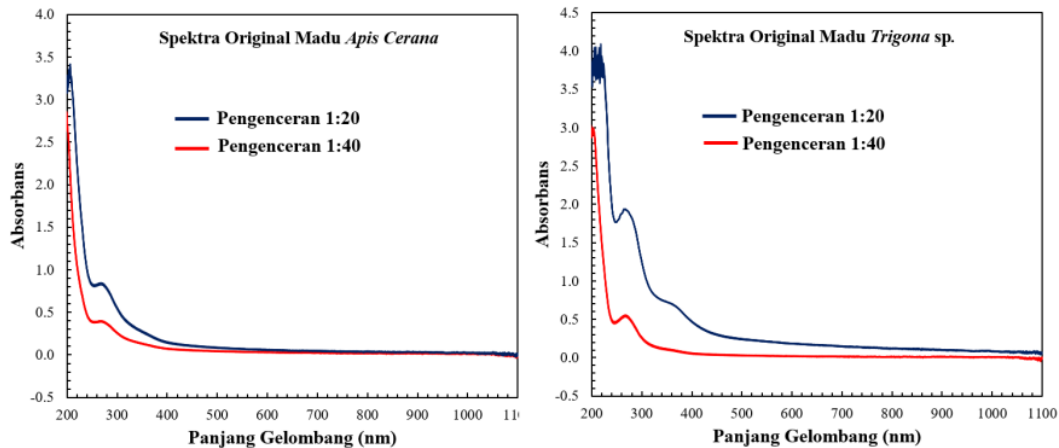 4.0
3.5
3.0
2.5
2.0
1.5
1.0
0.5
0.0
-0.5
Absorbans
Spektra Original Madu Apis Cerana
Pengenceran 1:20
Pengenceran 1:40
200 300 400 500 600 700 800 900 1000 110
Panjang Gelombang (nm)
4.5
4.0
3.5
3.0
2.5
2.0
1.5
1.0
0.5
0.0
-0.5
Absorbans
Spektra Original Madu Trigona sp.
Pengenceran 1:20
Pengenceran 1:40
200 300 400 500 600 700 800 900 1000 1100
Panjang Gelombang (nm)